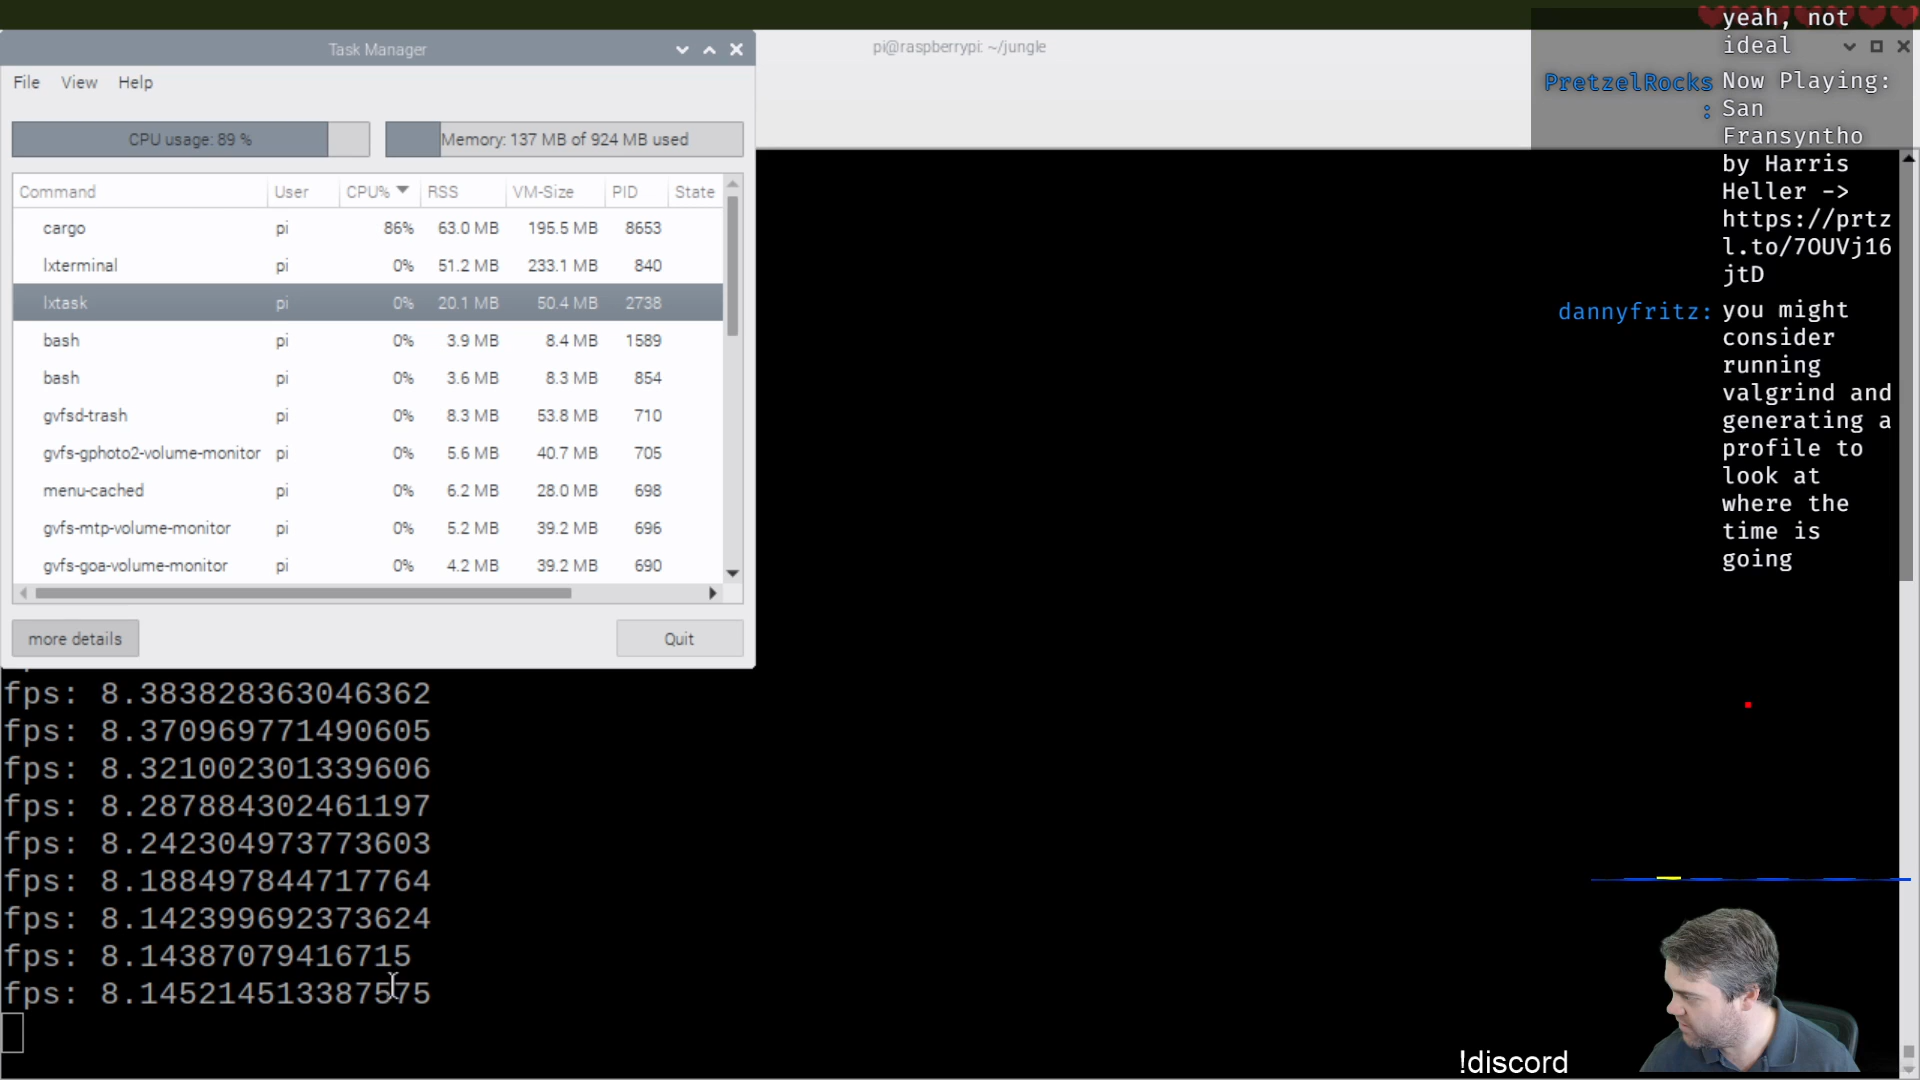 Task Manager
pi@raspberrypi: ~/jungle
File View Help
CPU usage: 89 %
Memory: 137 MB of 924 MB used
Command User CPU% RSS VM-Size PID State
cargo pi 86% 63.0 MB 195.5 MB 8653
lxterminal pi 0% 51.2 MB 233.1 MB 840
lxtask pi 0% 20.1 MB 50.4 MB 2738
bash pi 0% 3.9 MB 8.4 MB 1589
bash pi 0% 3.6 MB 8.3 MB 854
gvfsd-trash pi 0% 8.3 MB 53.8 MB 710
gvfs-gphoto2-volume-monitor pi 0% 5.6 MB 40.7 MB 705
menu-cached pi 0% 6.2 MB 28.0 MB 698
gvfs-mtp-volume-monitor pi 0% 5.2 MB 39.2 MB 696
gvfs-goa-volume-monitor pi 0% 4.2 MB 39.2 MB 690
more details
Quit
fps: 8.383828363046362
fps: 8.370969771490605
fps: 8.321002301339606
fps: 8.287884302461197
fps: 8.242304973773603
fps: 8.188497844717764
fps: 8.142399692373624
fps: 8.14387079416715
fps: 8.145214513387575
yeah, not
ideal
PretzelRocks
: Now Playing:
San
Fransyntho
by Harris
Heller ->
https://prtz
l.to/7OUVj16
jtD
dannyfritz: you might
consider
running
valgrind and
generating a
profile to
look at
where the
time is
going
!discord